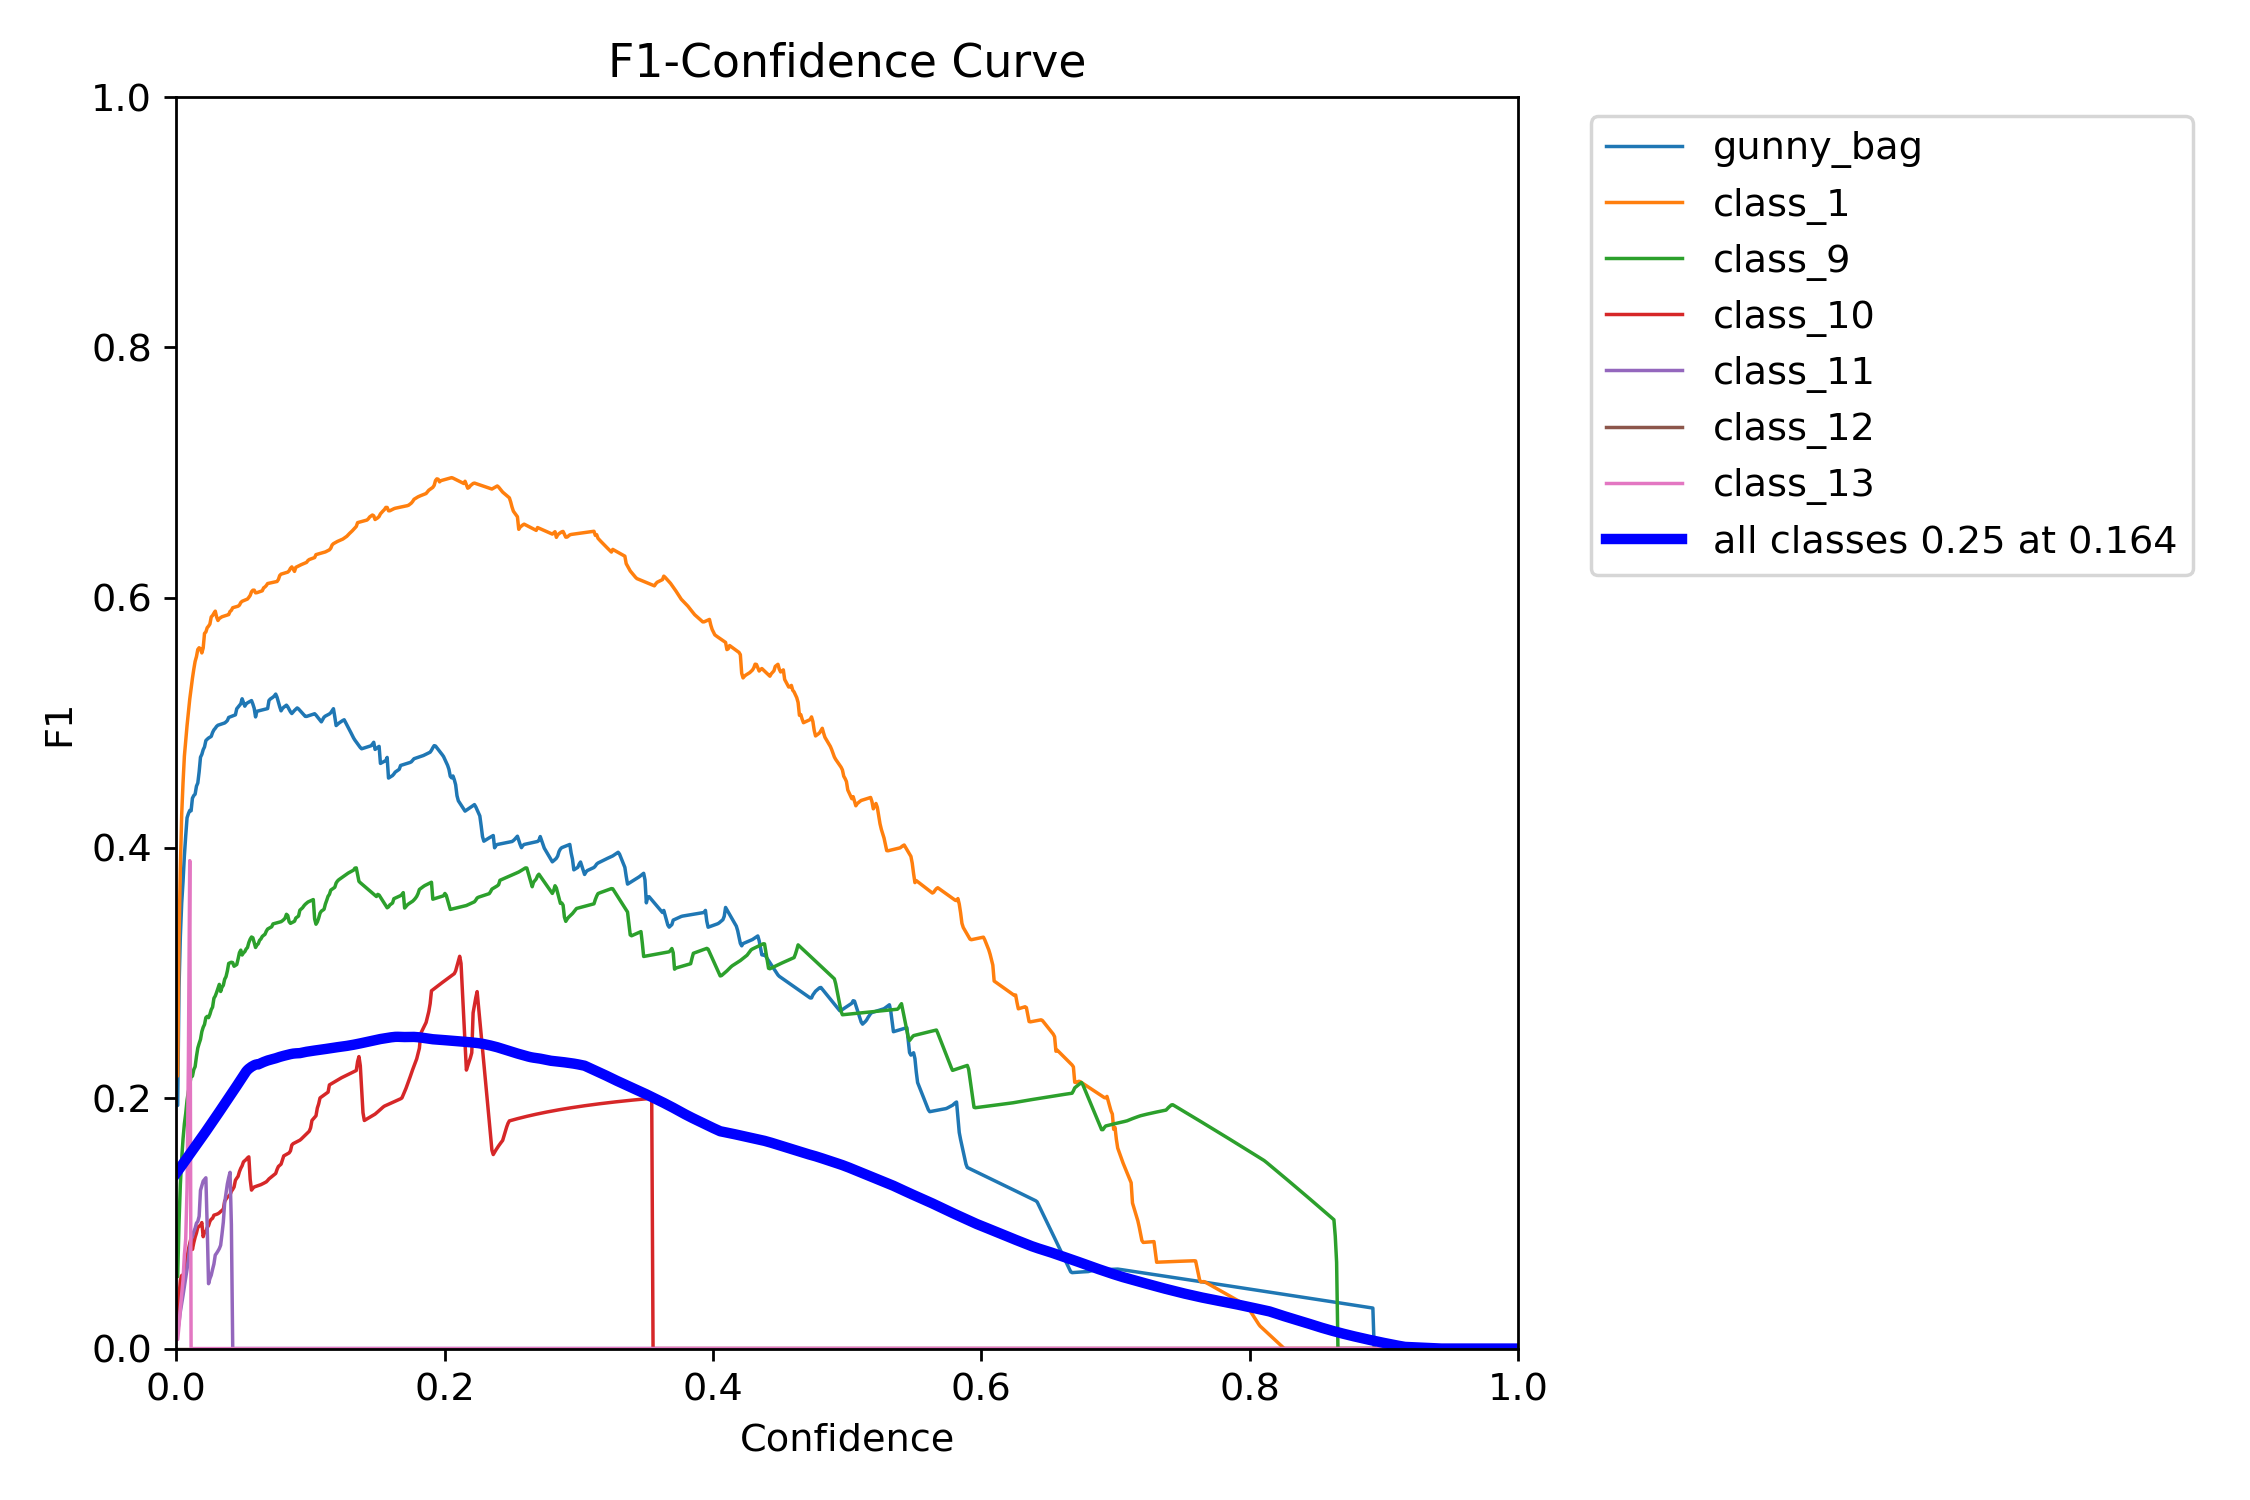 F1-Confidence Curve
1.0
0.8
0.6
0.4
0.2
0.0
F1
0.0 0.2 0.4 0.6 0.8 1.0
Confidence
gunny_bag
class_1
class_9
class_10
class_11
class_12
class_13
all classes 0.25 at 0.164